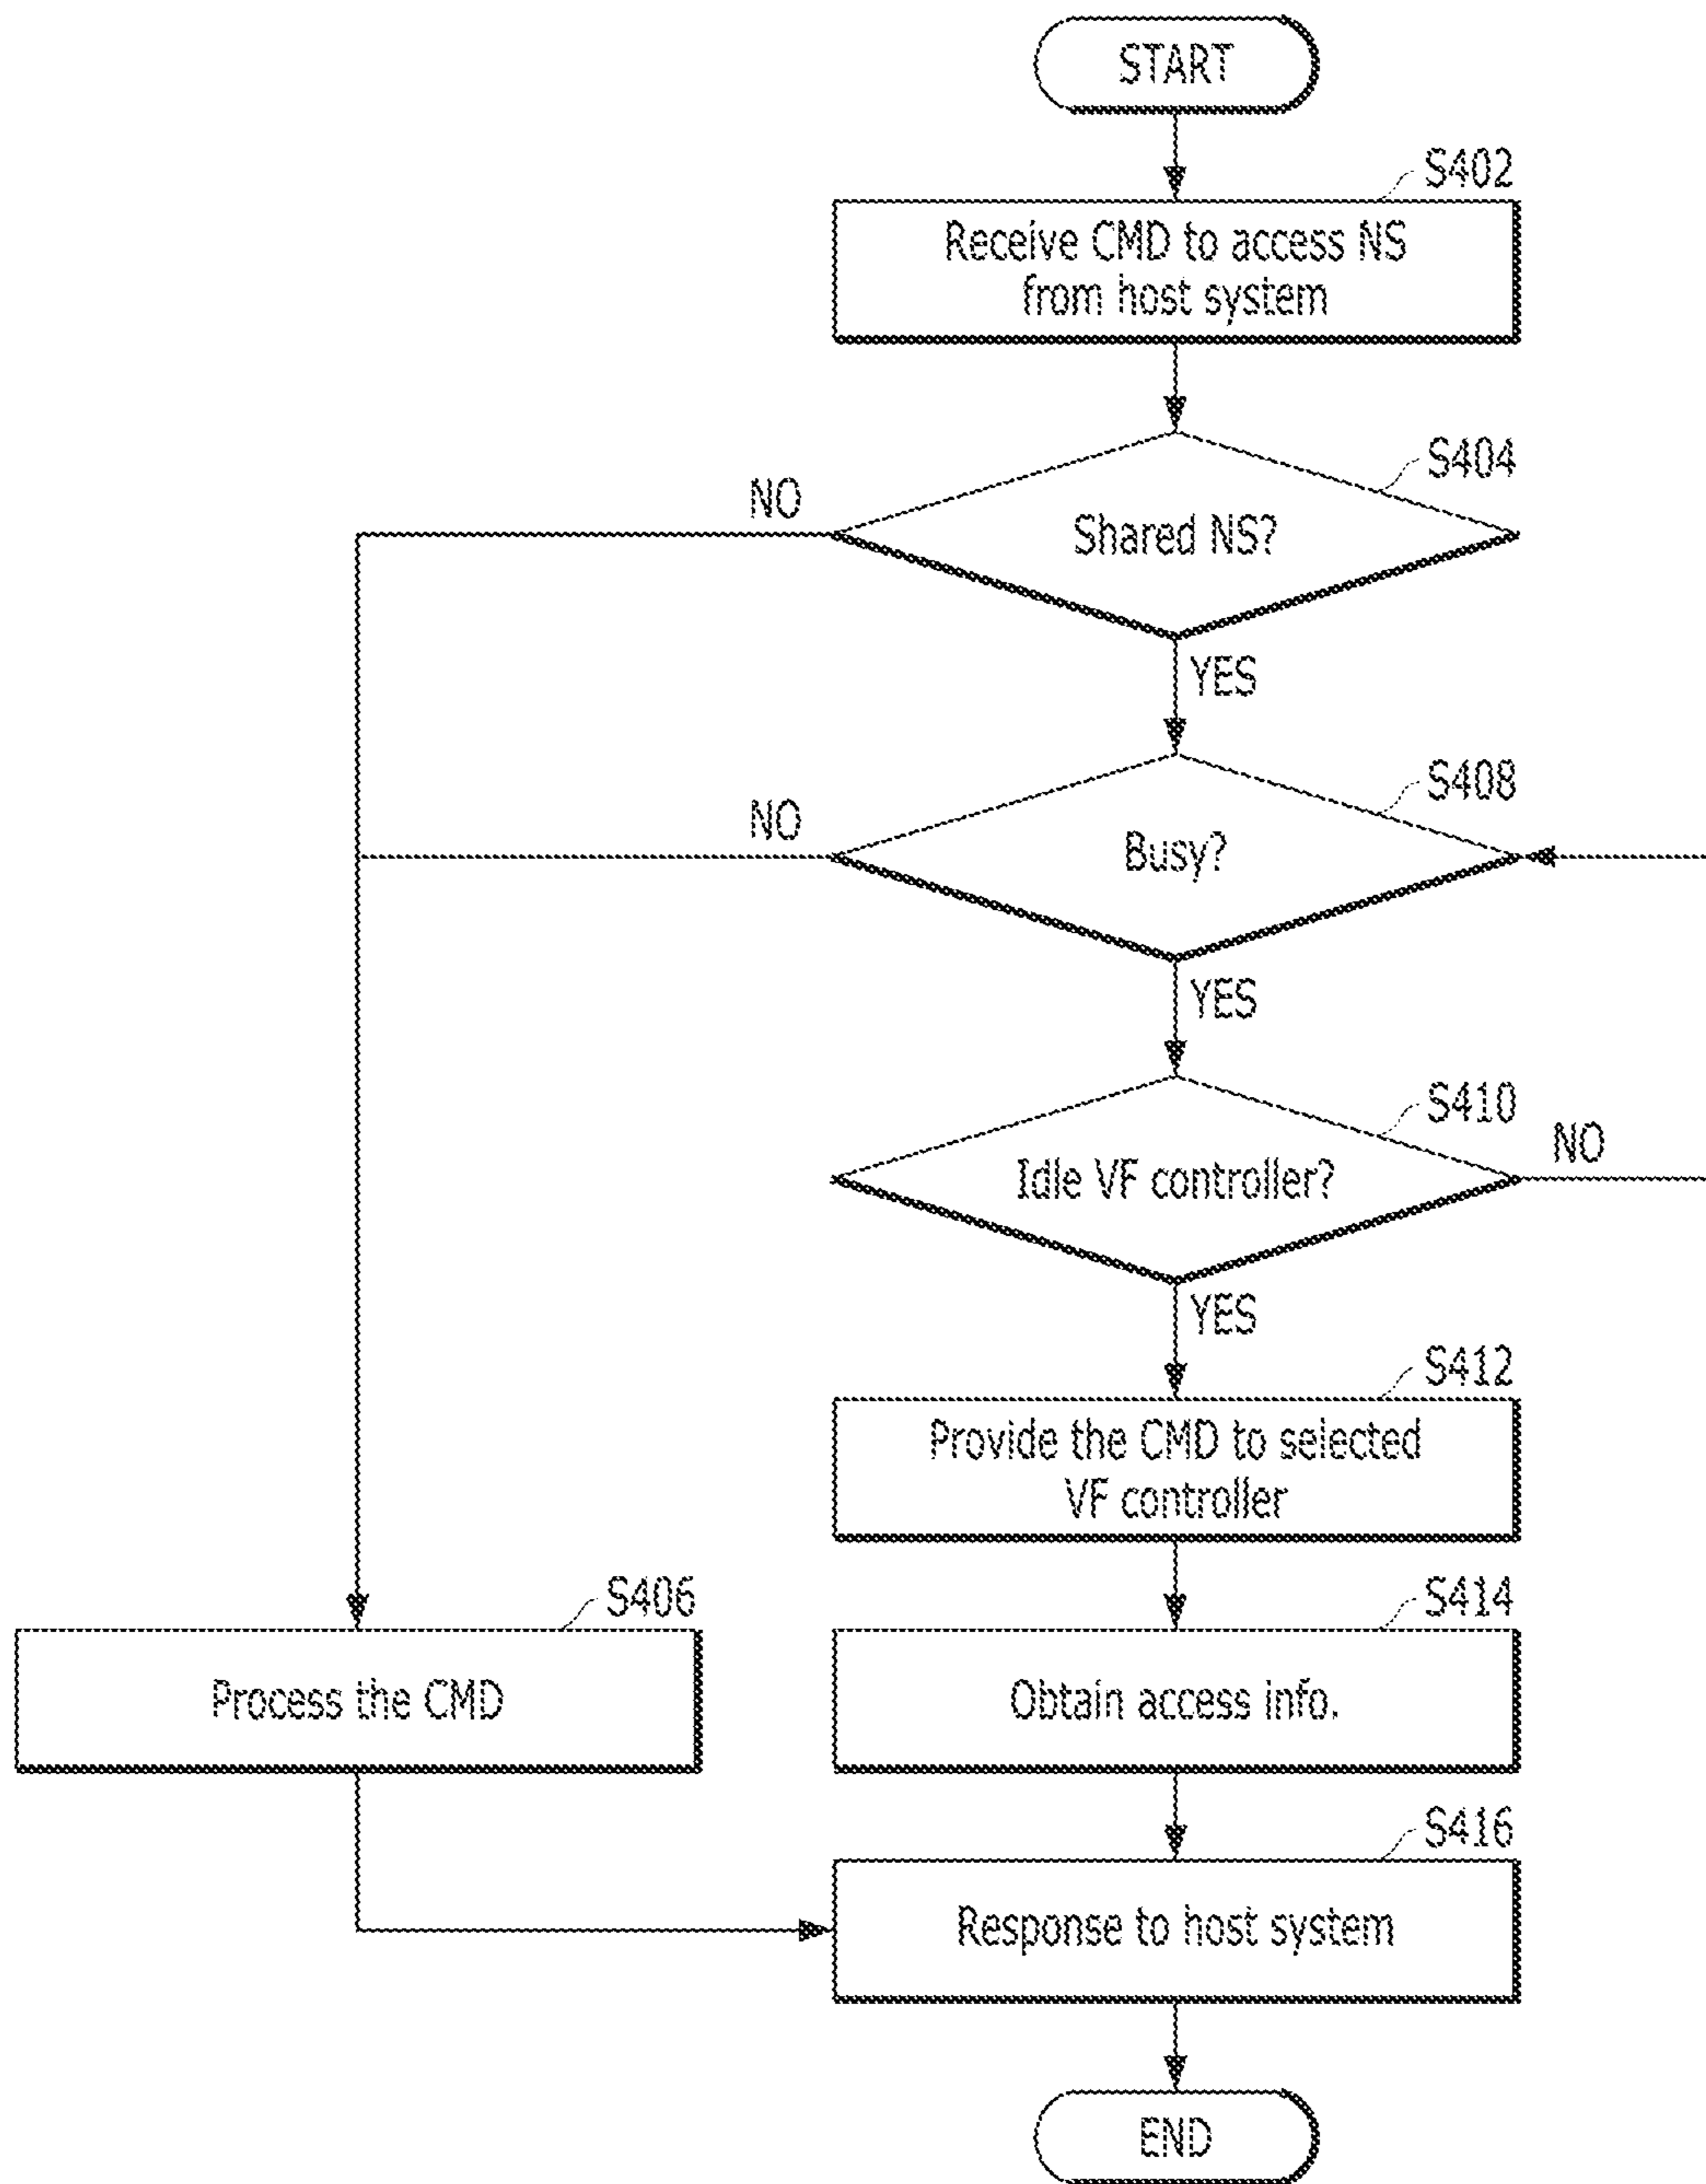 START
S402
Receive CMD to access NS
from host system
S404
NO
Shared NS?
YES
S408
NO
Busy?
YES
S410
NO
Idle VF controller?
YES
S412
Provide the CMD to selected
VF controller
S406
S414
Process the CMD
Obtain access info.
S416
Response to host system
END